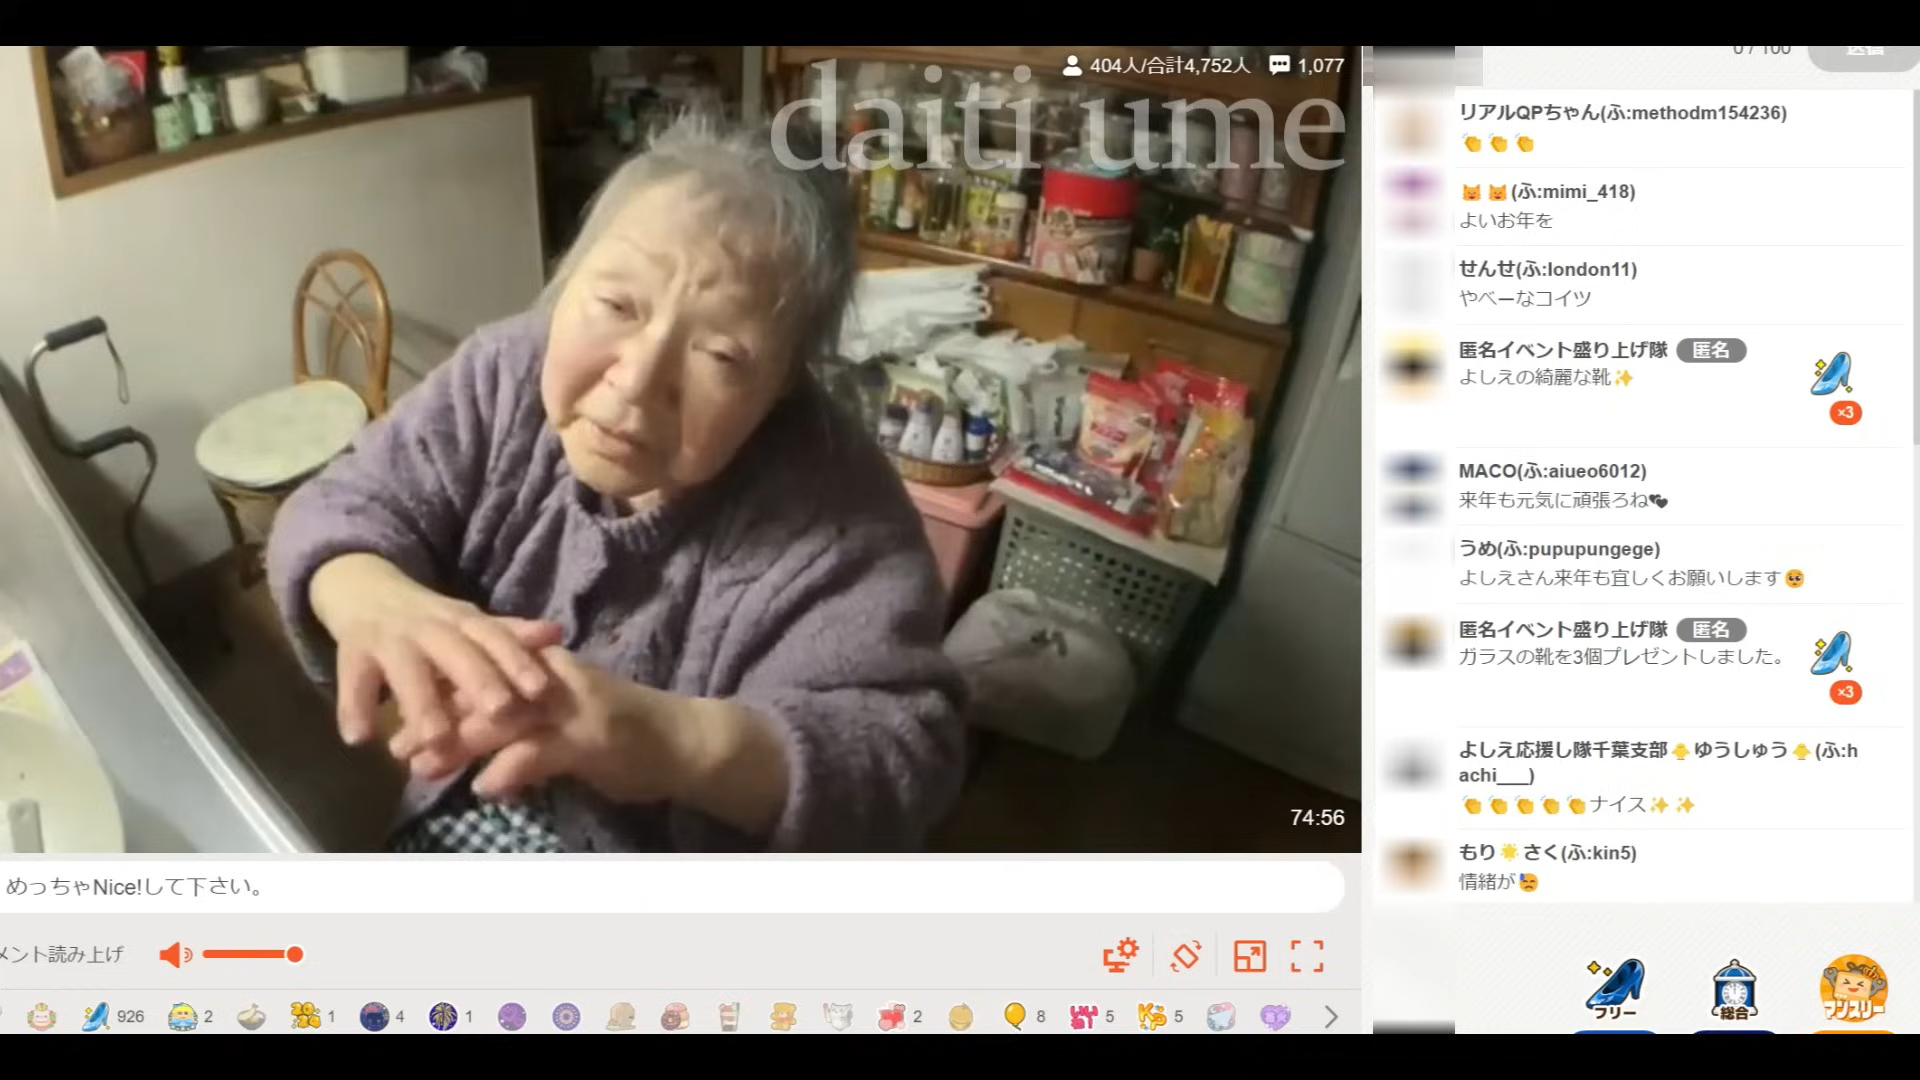 404人/合計4,752人 1,077
daiti ume
74:56
めっちゃNice!して下さい。
メント読み上げ
926
2
1
4
1
2
8
5
5
0 / 100
送信
リアルQPちゃん(ふ:methodm154236)
👏👏👏
😺😺(ふ:mimi_418)
よいお年を
せんせ(ふ:london11)
やべーなコイツ
匿名イベント盛り上げ隊 匿名
よしえの綺麗な靴✨
×3
MACO(ふ:aiueo6012)
来年も元気に頑張ろね
うめ(ふ:pupupungege)
よしえさん来年も宜しくお願いします🥺
匿名イベント盛り上げ隊 匿名
ガラスの靴を3個プレゼントしました。
×3
よしえ応援し隊千葉支部🐥ゆうしゅう🐥(ふ:h
achi___)
👏👏👏👏👏ナイス✨✨
もり🌟さく(ふ:kin5)
情緒が😓
フリー
総合
マンスリー